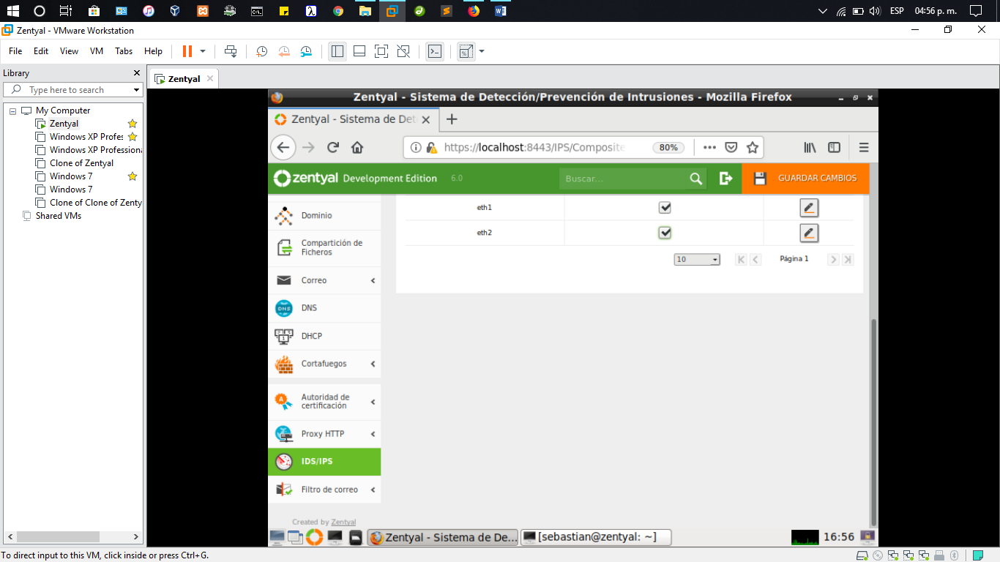 ESP
04:56 p. m.
Zentyal - VMware Workstation
File Edit View VM Tabs Help
Library
Type here to search
My Computer
Zentyal
Windows XP Profes
Windows XP Professiona
Clone of Zentyal
Windows 7
Windows 7
Clone of Clone of Zenty
Shared VMs
Zentyal
Zentyal - Sistema de Detección/Prevención de Intrusiones - Mozilla Firefox
Zentyal - Sistema de Det
https://localhost:8443/IPS/Composite
80%
zentyal Development Edition 6.0
Buscar...
GUARDAR CAMBIOS
Dominio
Compartición de
Ficheros
Correo
DNS
DHCP
Cortafuegos
Autoridad de
certificación
Proxy HTTP
IDS/IPS
Filtro de correo
Created by Zentyal
eth1
eth2
10
Página 1
Zentyal - Sistema de De...
[sebastian@zentyal: ~]
16:56
To direct input to this VM, click inside or press Ctrl+G.